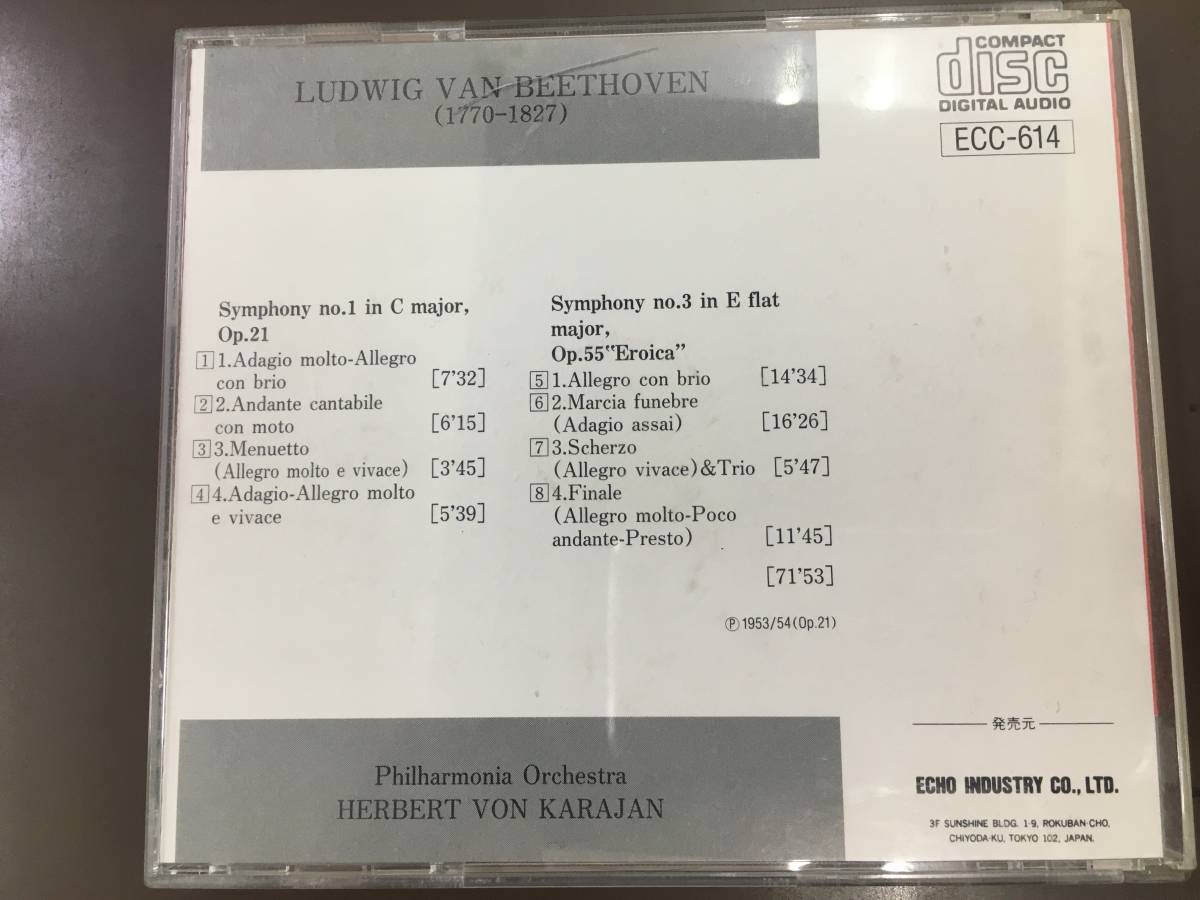 LUDWIG VAN BEETHOVEN
(1770-1827)
COMPACT
disc
DIGITAL AUDIO
ECC-614
Symphony no.1 in C major,
Op.21
1 1.Adagio molto-Allegro
con brio [7'32]
2 2.Andante cantabile
con moto [6'15]
3 3.Menuetto
(Allegro molto e vivace) [3'45]
4 4.Adagio-Allegro molto
e vivace [5'39]
Symphony no.3 in E flat
major,
Op.55"Eroica"
5 1.Allegro con brio [14'34]
6 2.Marcia funebre
(Adagio assai) [16'26]
7 3.Scherzo
(Allegro vivace)&Trio [5'47]
8 4.Finale
(Allegro molto-Poco
andante-Presto) [11'45]
[71'53]
Ⓟ1953/54(Op.21)
Philharmonia Orchestra
HERBERT VON KARAJAN
発売元
ECHO INDUSTRY CO., LTD.
3F SUNSHINE BLDG. 1-9, ROKUBAN-CHO,
CHIYODA-KU, TOKYO 102, JAPAN.